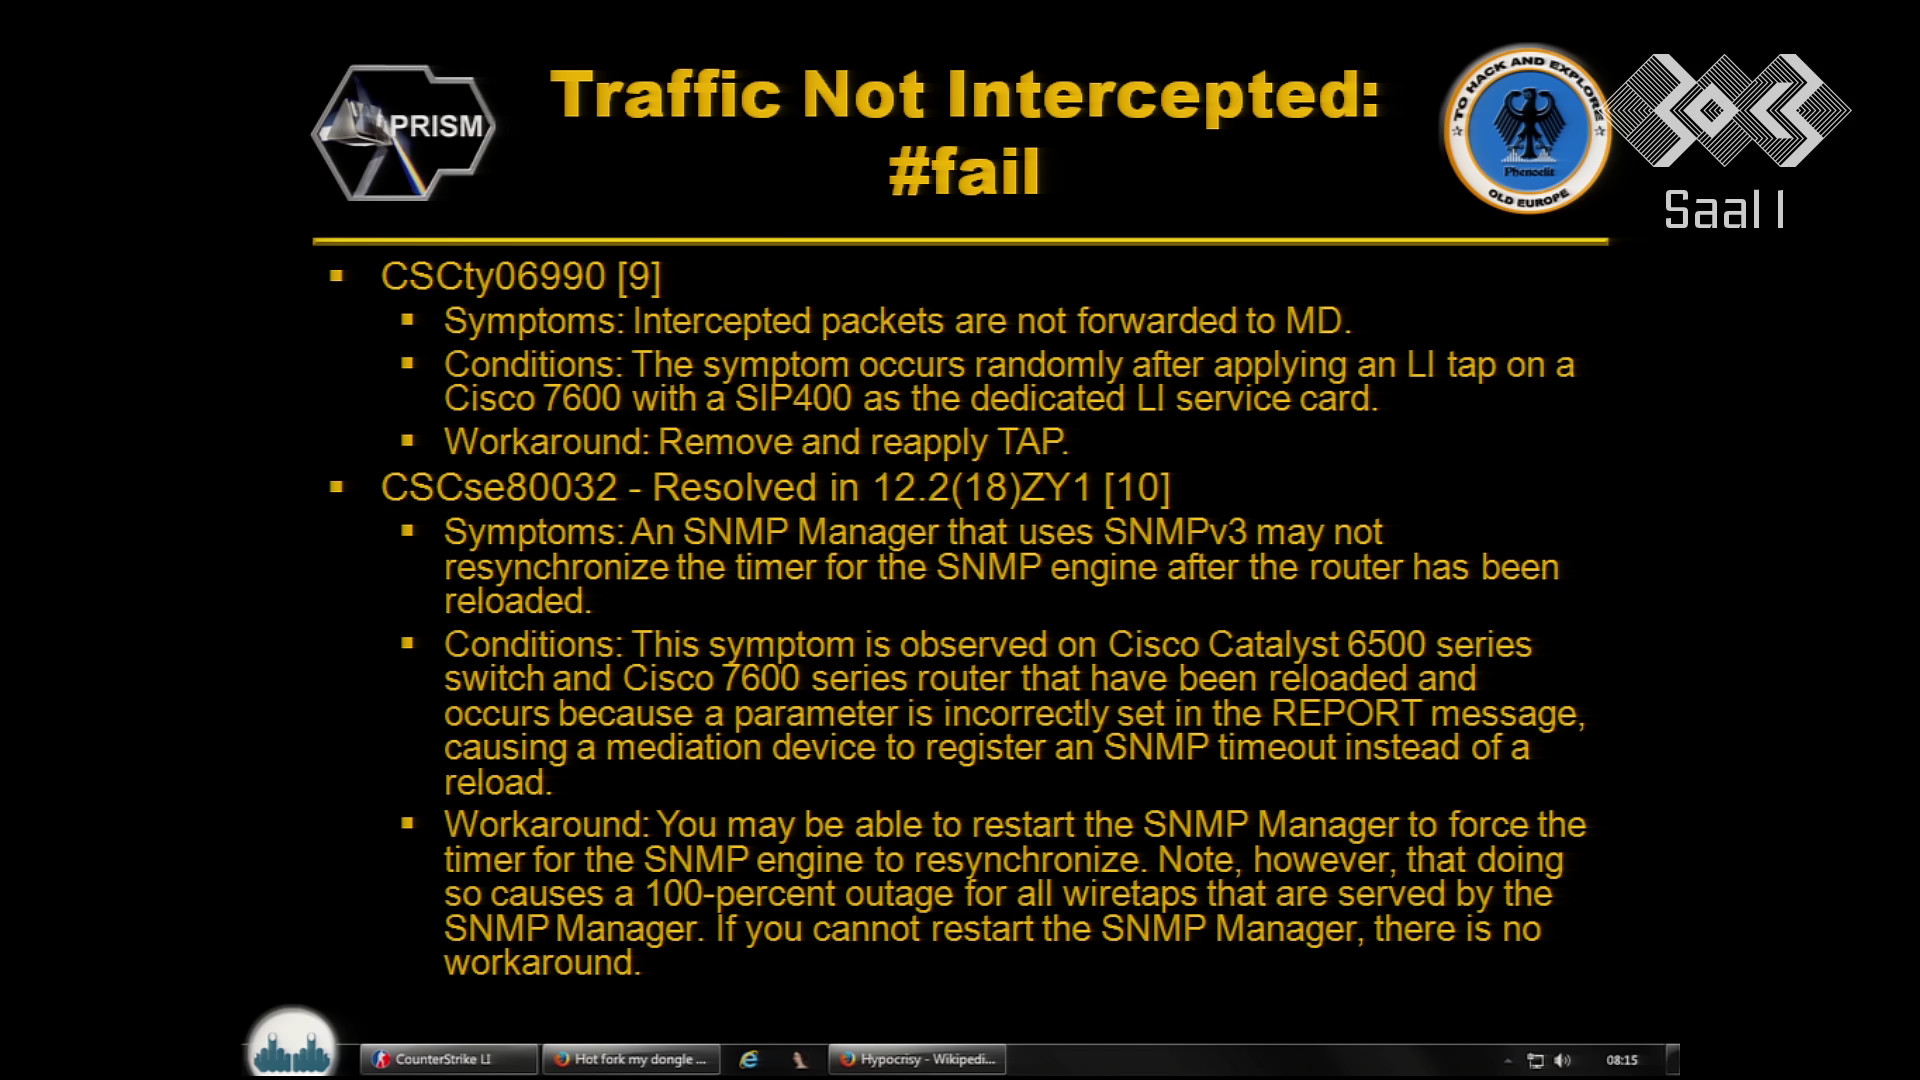 Traffic Not Intercepted:
#fail
PRISM
TO HACK AND EXPLORE
Phenoelit
OLD EUROPE
Saal 1
CSCty06990 [9]
Symptoms: Intercepted packets are not forwarded to MD.
Conditions: The symptom occurs randomly after applying an LI tap on a
Cisco 7600 with a SIP400 as the dedicated LI service card.
Workaround: Remove and reapply TAP.
CSCse80032 - Resolved in 12.2(18)ZY1 [10]
Symptoms: An SNMP Manager that uses SNMPv3 may not
resynchronize the timer for the SNMP engine after the router has been
reloaded.
Conditions: This symptom is observed on Cisco Catalyst 6500 series
switch and Cisco 7600 series router that have been reloaded and
occurs because a parameter is incorrectly set in the REPORT message,
causing a mediation device to register an SNMP timeout instead of a
reload.
Workaround: You may be able to restart the SNMP Manager to force the
timer for the SNMP engine to resynchronize. Note, however, that doing
so causes a 100-percent outage for all wiretaps that are served by the
SNMP Manager. If you cannot restart the SNMP Manager, there is no
workaround.
CounterStrike LI
Hot fork my dongle ...
Hypocrisy - Wikipedi...
08:15